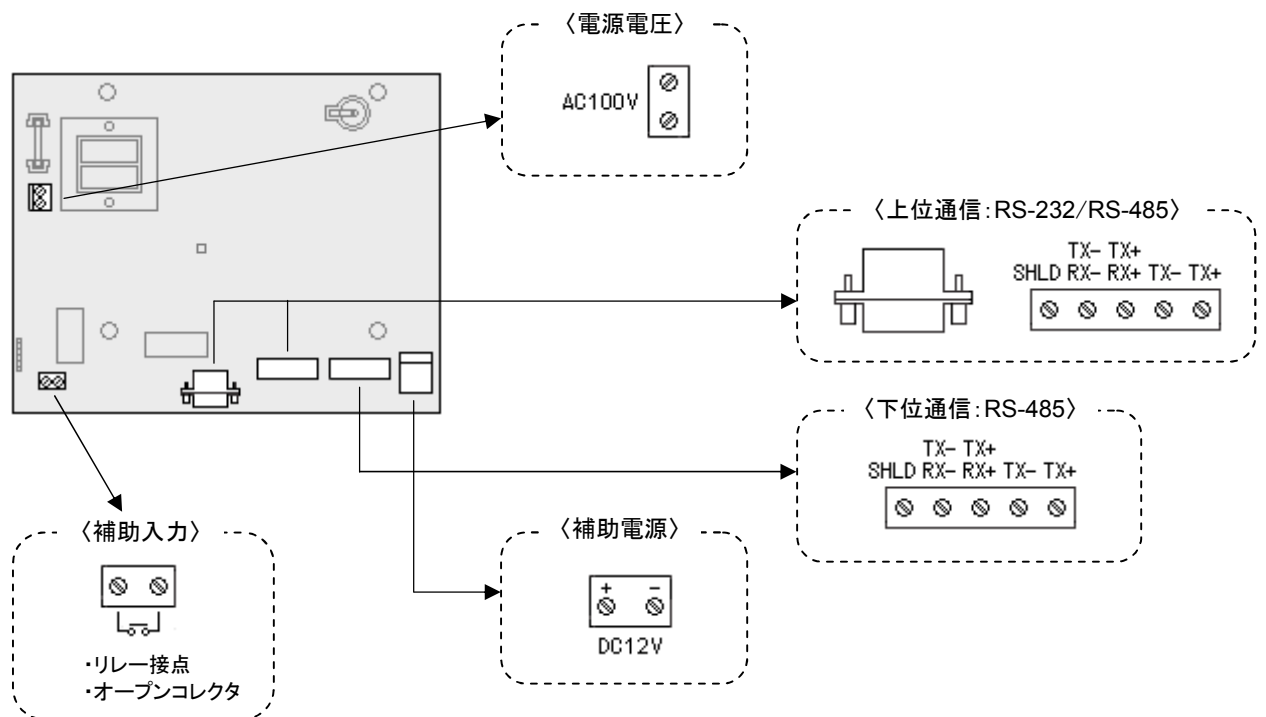 〈電源電圧〉
AC100V
〈上位通信:RS-232/RS-485〉
TX- TX+
SHLD RX- RX+ TX- TX+
〈下位通信:RS-485〉
TX- TX+
SHLD RX- RX+ TX- TX+
〈補助入力〉
・リレー接点
・オープンコレクタ
〈補助電源〉
+ -
DC12V